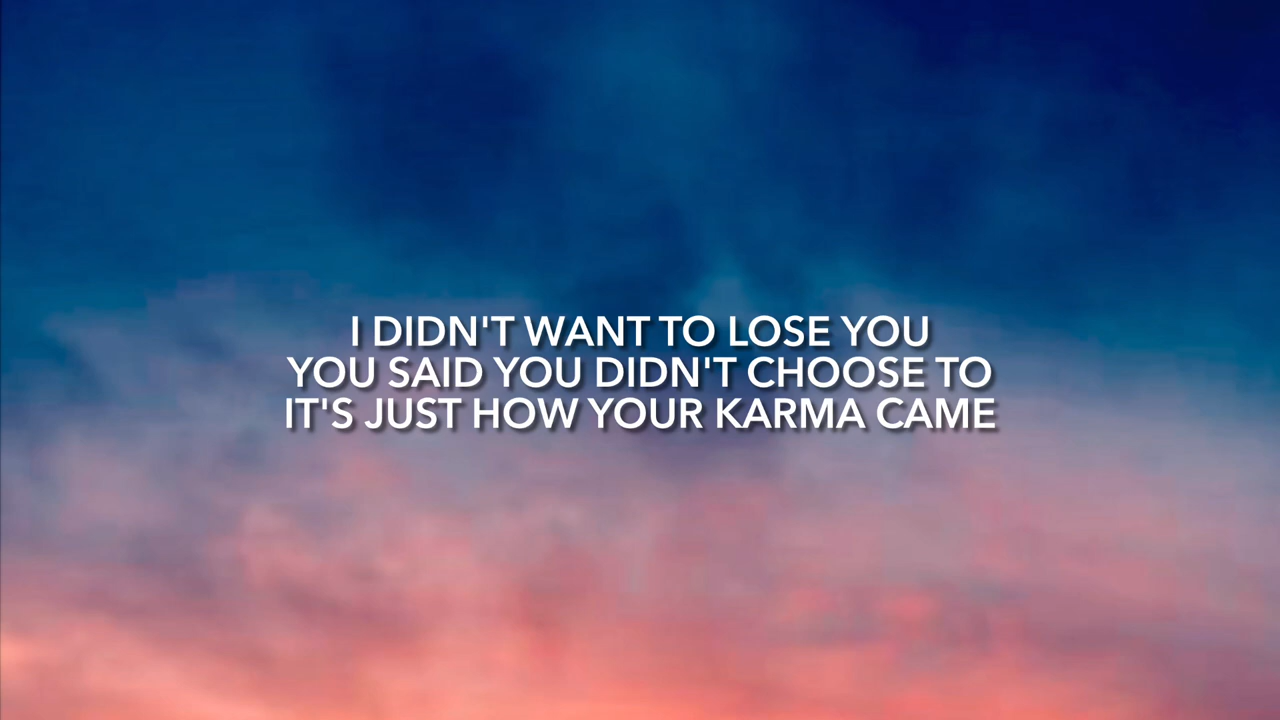 I DIDN'T WANT TO LOSE YOU
YOU SAID YOU DIDN'T CHOOSE TO
IT'S JUST HOW YOUR KARMA CAME